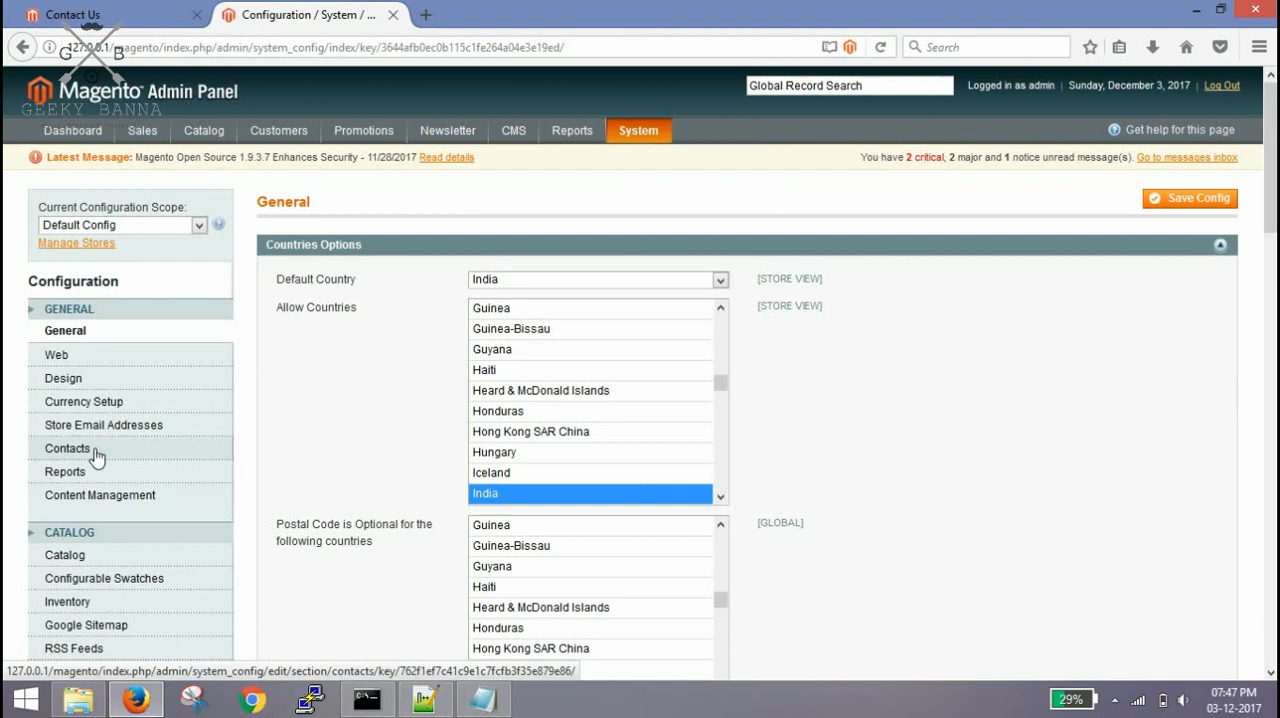 Contact Us
Configuration / System / ...
127.0.0.1/magento/index.php/admin/system_config/index/key/3644afb0ec0b115c1fe264a04e3e19ed/
Search
G B
GEEKY BANNA
Magento Admin Panel
Global Record Search
Logged in as admin | Sunday, December 3, 2017 | Log Out
Dashboard Sales Catalog Customers Promotions Newsletter CMS Reports System
Get help for this page
Latest Message: Magento Open Source 1.9.3.7 Enhances Security - 11/28/2017 Read details
You have 2 critical, 2 major and 1 notice unread message(s). Go to messages inbox
Current Configuration Scope:
Default Config
Manage Stores
Configuration
GENERAL
General
Web
Design
Currency Setup
Store Email Addresses
Contacts
Reports
Content Management
CATALOG
Catalog
Configurable Swatches
Inventory
Google Sitemap
RSS Feeds
General
Save Config
Countries Options
Default Country
India
[STORE VIEW]
Allow Countries
[STORE VIEW]
Guinea
Guinea-Bissau
Guyana
Haiti
Heard & McDonald Islands
Honduras
Hong Kong SAR China
Hungary
Iceland
India
Postal Code is Optional for the
following countries
[GLOBAL]
Guinea
Guinea-Bissau
Guyana
Haiti
Heard & McDonald Islands
Honduras
Hong Kong SAR China
127.0.0.1/magento/index.php/admin/system_config/edit/section/contacts/key/762f1ef7c41c9e1c7fcfb3f35e879e86/
29%
07:47 PM
03-12-2017